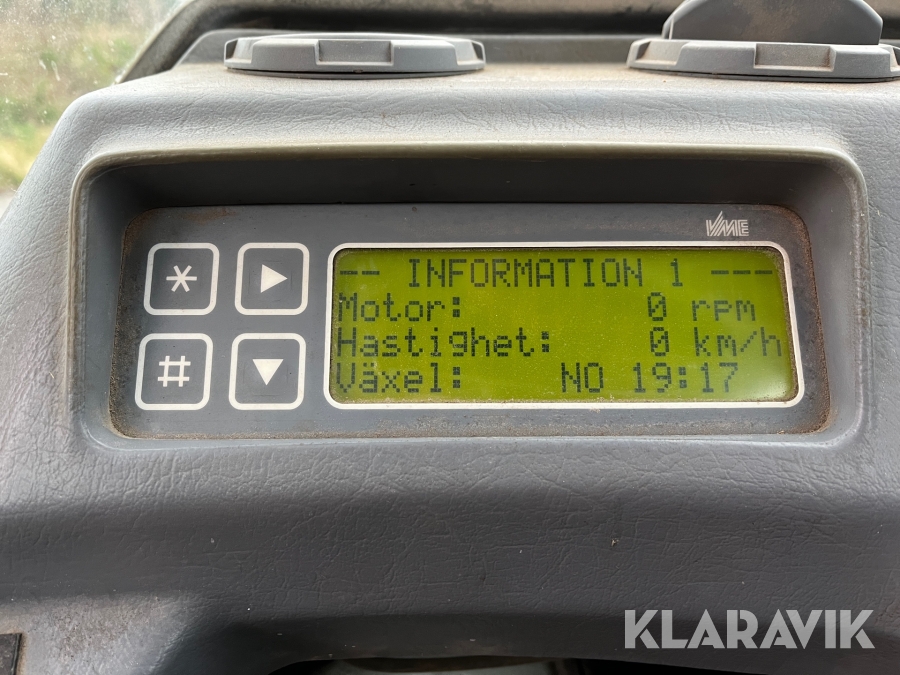 VME
-- INFORMATION 1 ---
Motor: 0 rpm
Hastighet: 0 km/h
Växel: NO 19:17
*
#
KLARAVIK